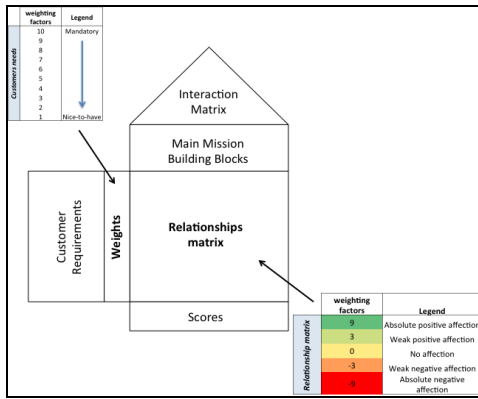 weighting factors Legend
Customers needs
10 Mandatory
9
8
7
6
5
4
3
2
1 Nice-to-have
Interaction
Matrix
Main Mission
Building Blocks
Customer
Requirements
Weights
Relationships
matrix
Scores
weighting
factors Legend
Relationship matrix
9 Absolute positive affection
3 Weak positive affection
0 No affection
-3 Weak negative affection
-9 Absolute negative
affection